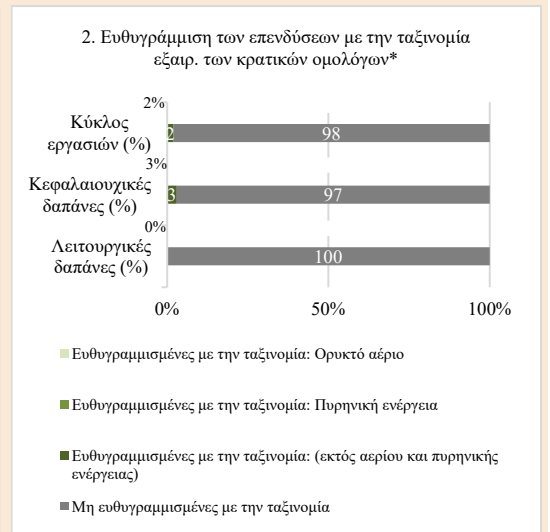 2. Ευθυγράμμιση των επενδύσεων με την ταξινομία
εξαιρ. των κρατικών ομολόγων*
2%
Κύκλος
εργασιών (%)
2
98
3%
Κεφαλαιουχικές
δαπάνες (%)
3
97
0%
Λειτουργικές
δαπάνες (%)
100
0%
50%
100%
Ευθυγραμμισμένες με την ταξινομία: Ορυκτό αέριο
Ευθυγραμμισμένες με την ταξινομία: Πυρηνική ενέργεια
Ευθυγραμμισμένες με την ταξινομία: (εκτός αερίου και πυρηνικής
ενέργειας)
Μη ευθυγραμμισμένες με την ταξινομία